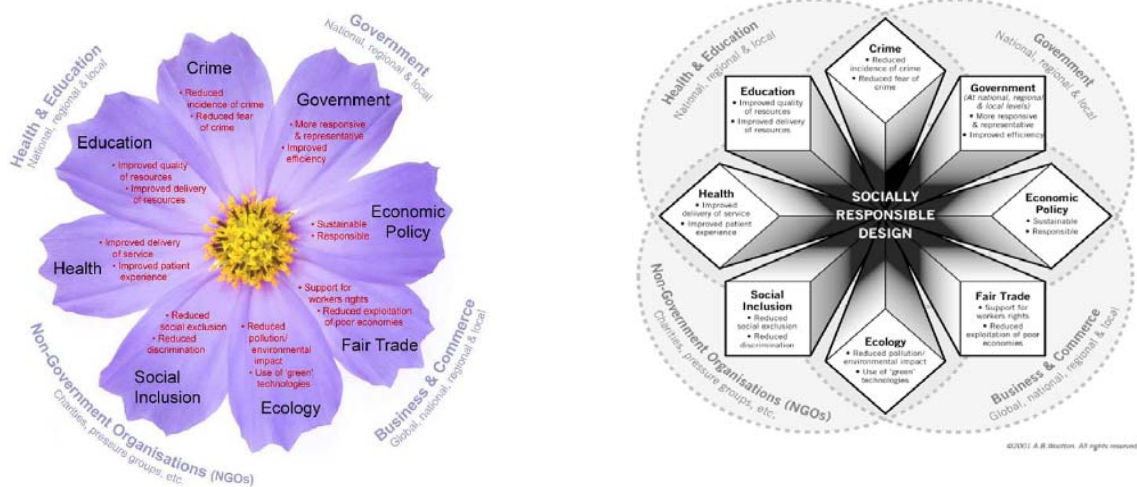 Health & Education
National, regional & local
Government
National, regional & local
Crime
• Reduced
incidence of crime
• Reduced fear
of crime
Government
• More responsive
& representative
• Improved
efficiency
Education
• Improved quality
of resources
• Improved delivery
of resources
Economic
Policy
• Sustainable
• Responsible
Health
• Improved delivery
of service
• Improved patient
experience
• Support for
workers rights
• Reduced exploitation
of poor economies
Fair Trade
• Reduced
social exclusion
• Reduced
discrimination
Social
Inclusion
• Reduced
pollution/
environmental
impact
• Use of 'green'
technologies
Ecology
Non-Government Organisations (NGOs)
Charities, pressure groups, etc.
Business & Commerce
Global, national, regional & local
Health & Education
National, regional & local
Government
National, regional & local
Crime
• Reduced
incidence of crime
• Reduced fear of
crime
Education
• Improved quality
of resources
• Improved delivery
of resources
Government
(At national, regional
& local levels)
• More responsive
& representative
• Improved efficiency
Health
• Improved
delivery of service
• Improved patient
experience
SOCIALLY
RESPONSIBLE
DESIGN
Economic
Policy
• Sustainable
• Responsible
Social
Inclusion
• Reduced
social exclusion
• Reduced
discrimination
Ecology
• Reduced pollution/
environmental impact
• Use of 'green'
technologies
Fair Trade
• Support for
workers rights
• Reduced
exploitation of poor
economies
Non-Government Organisations (NGOs)
Charities, pressure groups, etc.
Business & Commerce
Global, national, regional & local
©2001 A.B.Wootton. All rights reserved.